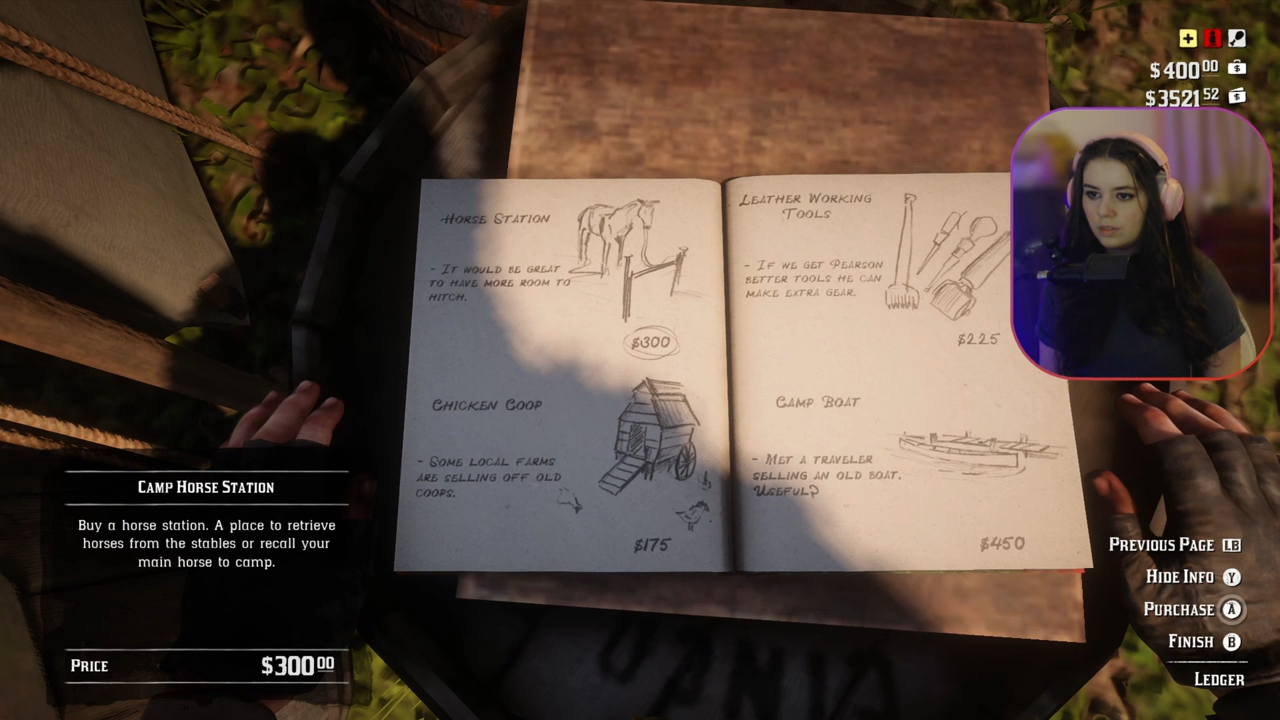 $400 00
$3521 52
Horse Station
- It would be great
to have more room to
hitch.
$300
Chicken Coop
- Some local farms
are selling off old
coops.
$175
Leather Working
Tools
- If we get Pearson
better tools he can
make extra gear.
$225
Camp Boat
- Met a traveler
selling an old boat.
Useful?
$450
Camp Horse Station
Buy a horse station. A place to retrieve
horses from the stables or recall your
main horse to camp.
Price $300 00
Previous Page LB
Hide Info Y
Purchase A
Finish B
Ledger